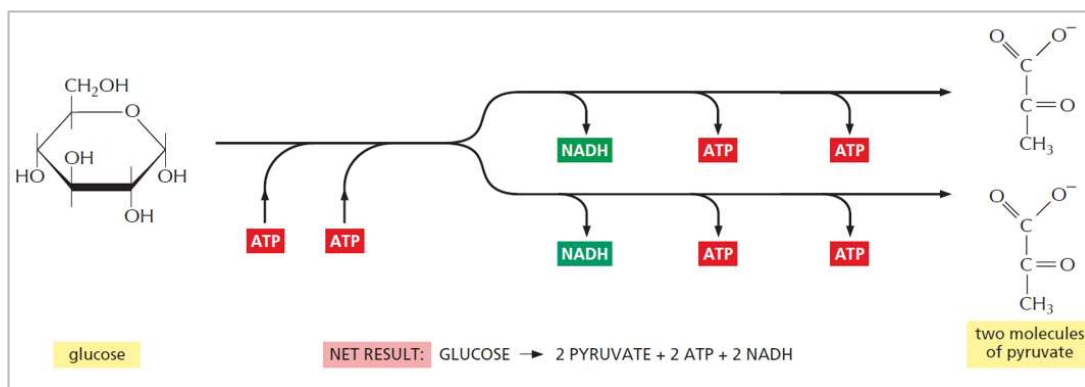 CH2OH
O
OH
HO
OH
OH
ATP
ATP
NADH
ATP
ATP
NADH
ATP
ATP
O
O−
C
C=O
CH3
O
O−
C
C=O
CH3
glucose
NET RESULT: GLUCOSE → 2 PYRUVATE + 2 ATP + 2 NADH
two molecules
of pyruvate